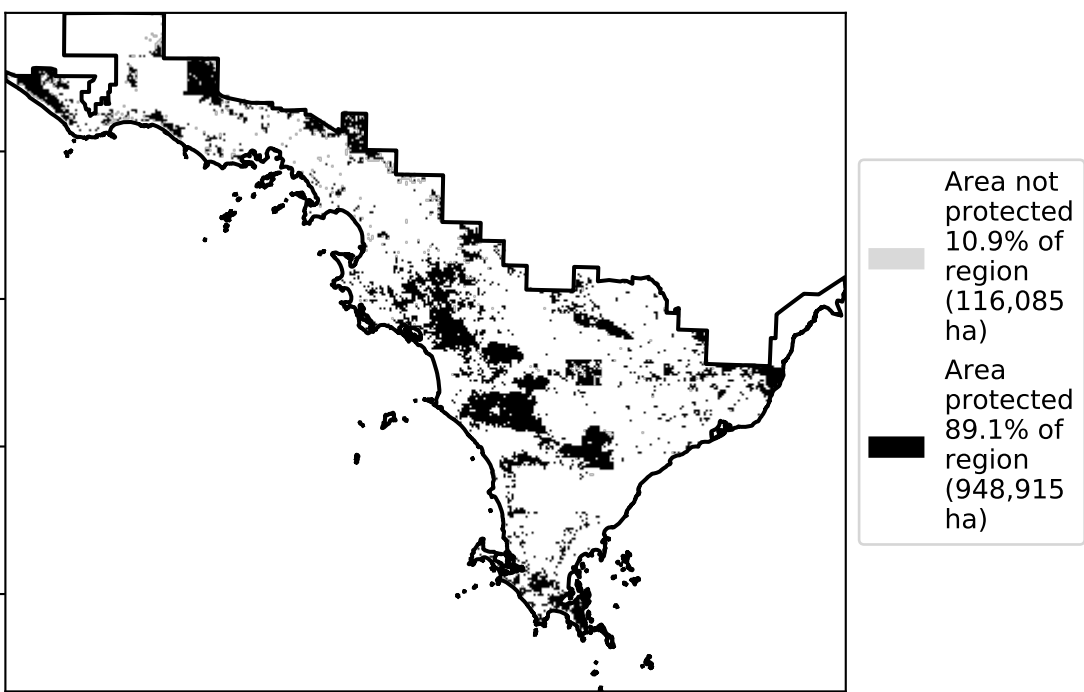 Area not
protected
10.9% of
region
(116,085
ha)
Area
protected
89.1% of
region
(948,915
ha)